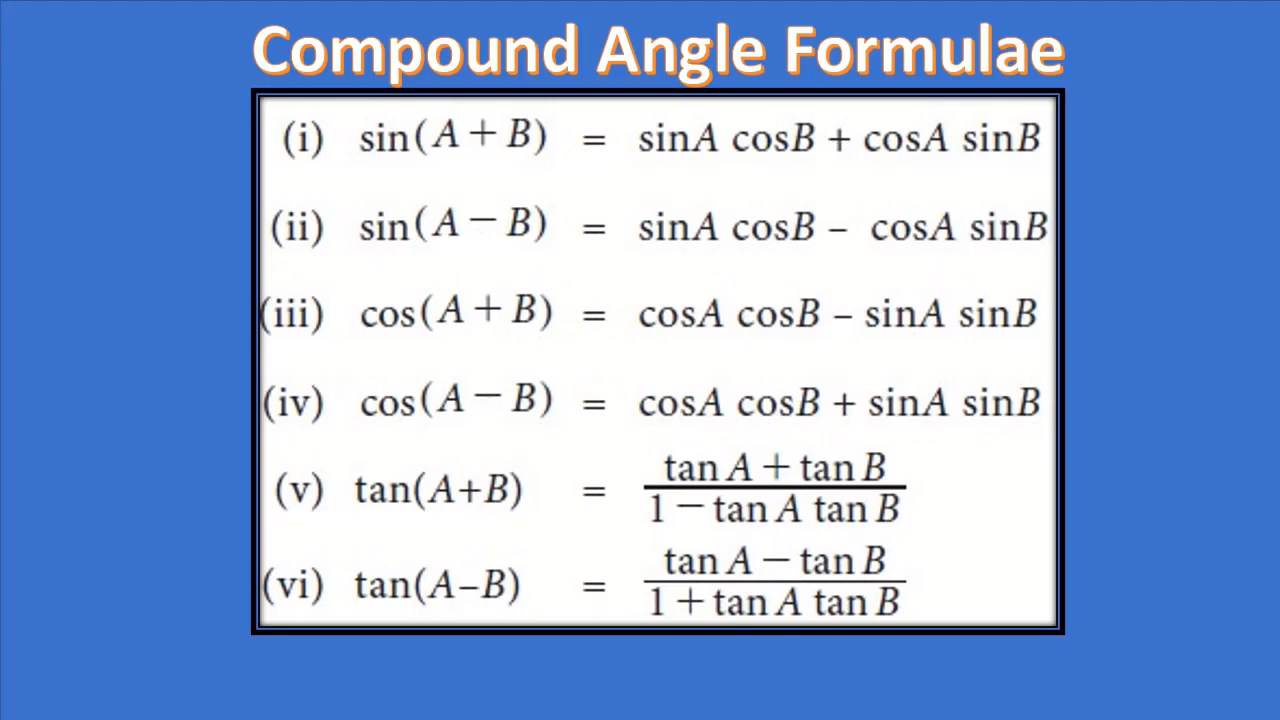 Compound Angle Formulae
(i) sin(A + B) = sinA cosB + cosA sinB
(ii) sin(A − B) = sinA cosB – cosA sinB
(iii) cos(A + B) = cosA cosB – sinA sinB
(iv) cos(A − B) = cosA cosB + sinA sinB
tan A + tan B
(v) tan(A+B) =
1 − tan A tan B
tan A − tan B
(vi) tan(A–B) =
1 + tan A tan B